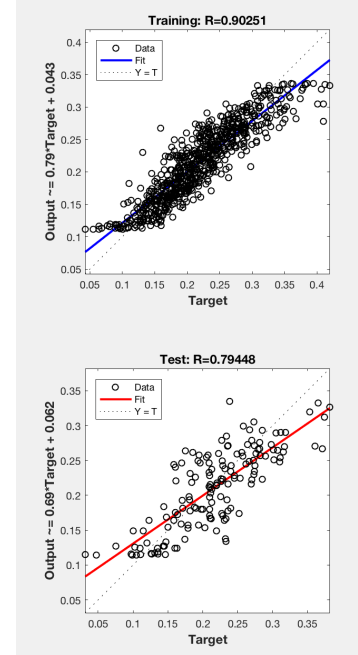 Training: R=0.90251
Output ~= 0.79*Target + 0.043
0.4
0.35
0.3
0.25
0.2
0.15
0.1
0.05
Data
Fit
Y = T
0.05 0.1 0.15 0.2 0.25 0.3 0.35 0.4
Target
Test: R=0.79448
Output ~= 0.69*Target + 0.062
0.35
0.3
0.25
0.2
0.15
0.1
0.05
Data
Fit
Y = T
0.05 0.1 0.15 0.2 0.25 0.3 0.35
Target